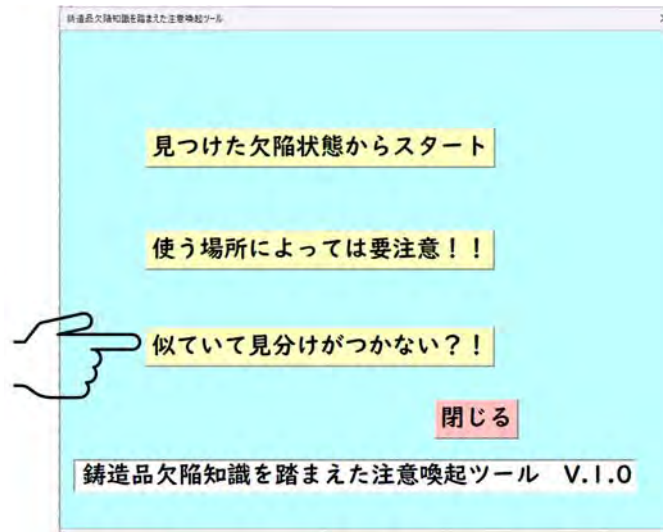 鋳造品欠陥知識を踏まえた注意喚起ツール
見つけた欠陥状態からスタート
使う場所によっては要注意！！
似ていて見分けがつかない？！
閉じる
鋳造品欠陥知識を踏まえた注意喚起ツール　V.1.0